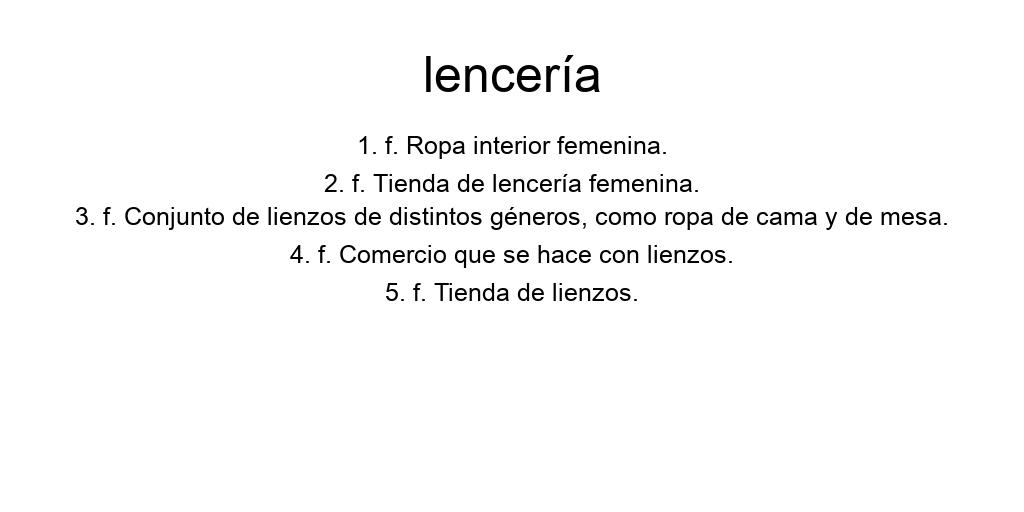 lencería
1. f. Ropa interior femenina.
2. f. Tienda de lencería femenina.
3. f. Conjunto de lienzos de distintos géneros, como ropa de cama y de mesa.
4. f. Comercio que se hace con lienzos.
5. f. Tienda de lienzos.